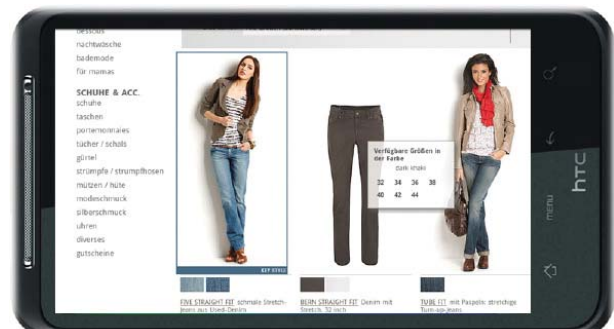 dessous
nachtwäsche
bademode
für mamas
SCHUHE & ACC.
schuhe
taschen
portemonnaies
tücher / schals
gürtel
strümpfe / strumpfhosen
mützen / hüte
modeschmuck
silberschmuck
uhren
diverses
gutscheine
KEY STYLE
FIVE STRAIGHT FIT schmale Stretch-
Jeans aus Used-Denim
Verfügbare Größen in
der Farbe
dark khaki
32 34 36 38
40 42 44
BERN STRAIGHT FIT Denim mit
Stretch, 32 inch
TUBE FIT mit Paspeln: streichige
Turn-up-Jeans
menu
hTC